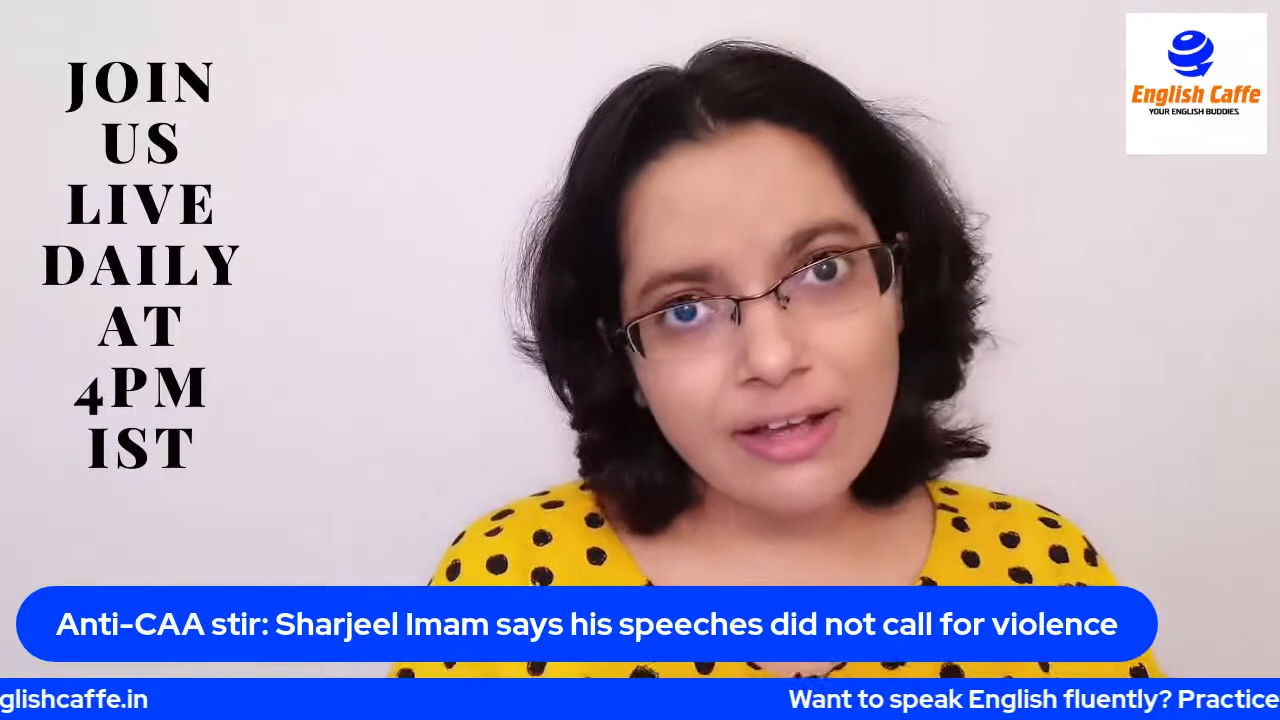 JOIN
US
LIVE
DAILY
AT
4PM
IST
English Caffe
YOUR ENGLISH BUDDIES
Anti-CAA stir: Sharjeel Imam says his speeches did not call for violence
glishcaffe.in
Want to speak English fluently? Practice